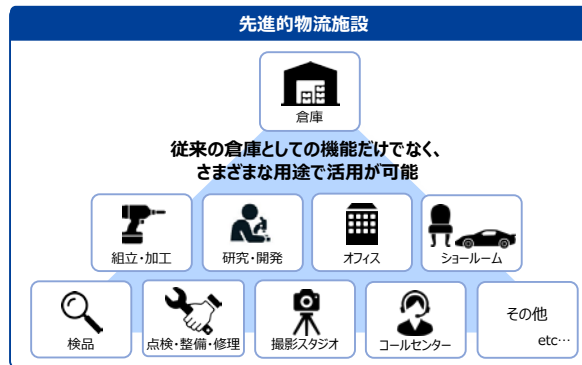 先進的物流施設
倉庫
従来の倉庫としての機能だけでなく、
さまざまな用途で活用が可能
組立・加工
研究・開発
オフィス
ショールーム
検品
点検・整備・修理
撮影スタジオ
コールセンター
その他
etc…